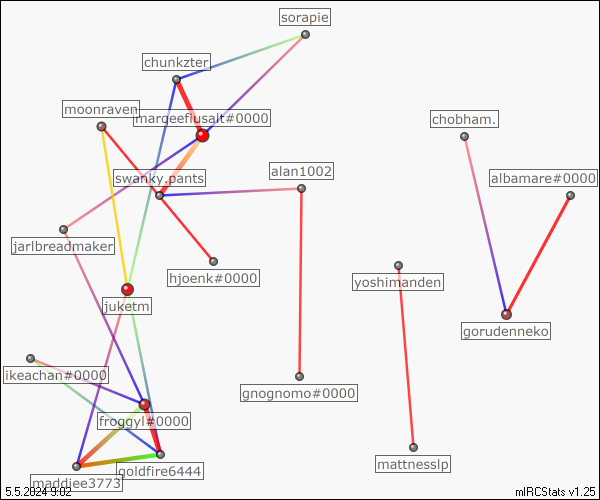 sorapie
chunkzter
moonraven
margeefiusalt#0000
chobham.
swanky.pants
alan1002
albamare#0000
jarlbreadmaker
hjoenk#0000
yoshimanden
juketm
gorudenneko
ikeachan#0000
gnognomo#0000
froggyl#0000
goldfire6444
mattnesslp
maddjee3773
5.5.2024 9:02
mIRCStats v1.25